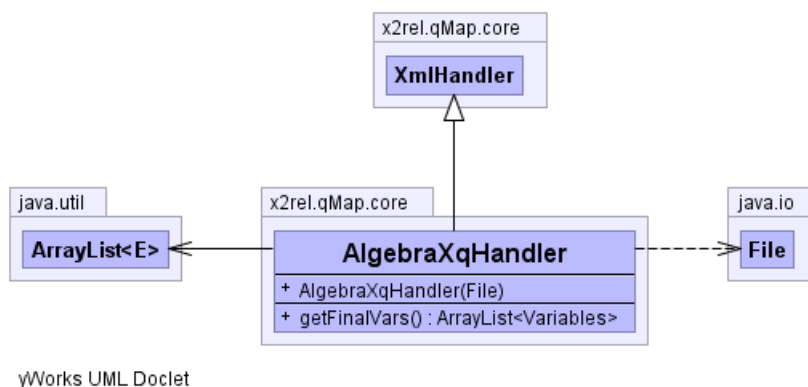 x2rel.qMap.core
XmlHandler
java.util
ArrayList<E>
x2rel.qMap.core
AlgebraXqHandler
+ AlgebraXqHandler(File)
+ getFinalVars() : ArrayList<Variables>
java.io
File
yWorks UML Doclet